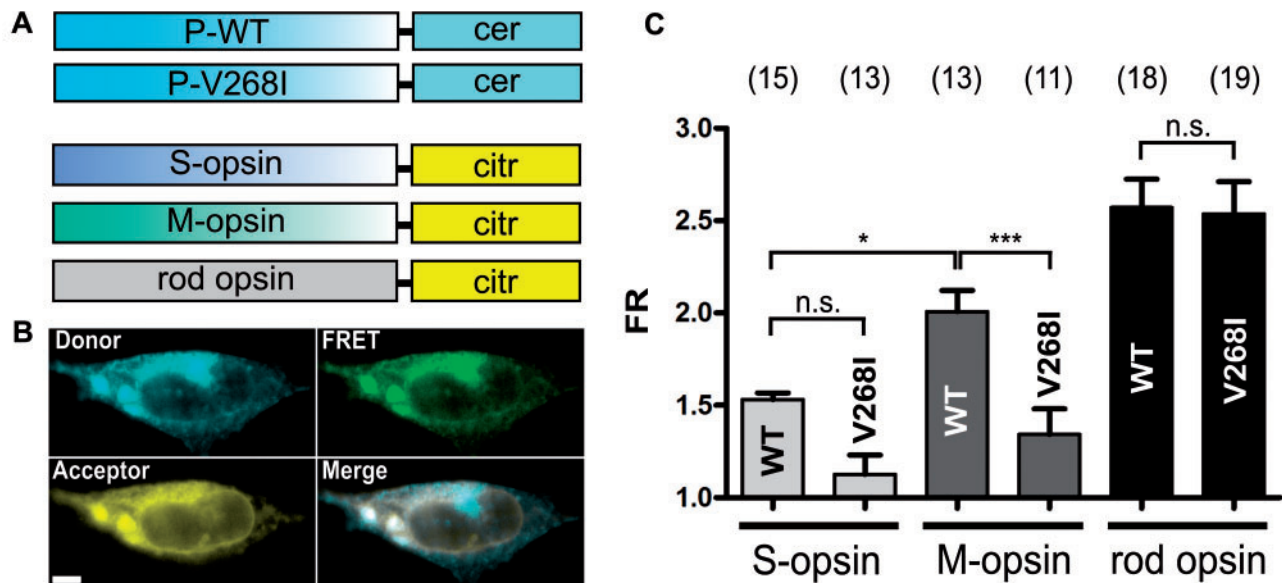 A
P-WT cer
P-V268I cer
S-opsin citr
M-opsin citr
rod opsin citr
B
Donor FRET
Acceptor Merge
C
(15) (13) (13) (11) (18) (19)
n.s.
* ***
n.s.
3.0
2.5
2.0
1.5
1.0
FR
WT V268I WT V268I WT V268I
S-opsin M-opsin rod opsin